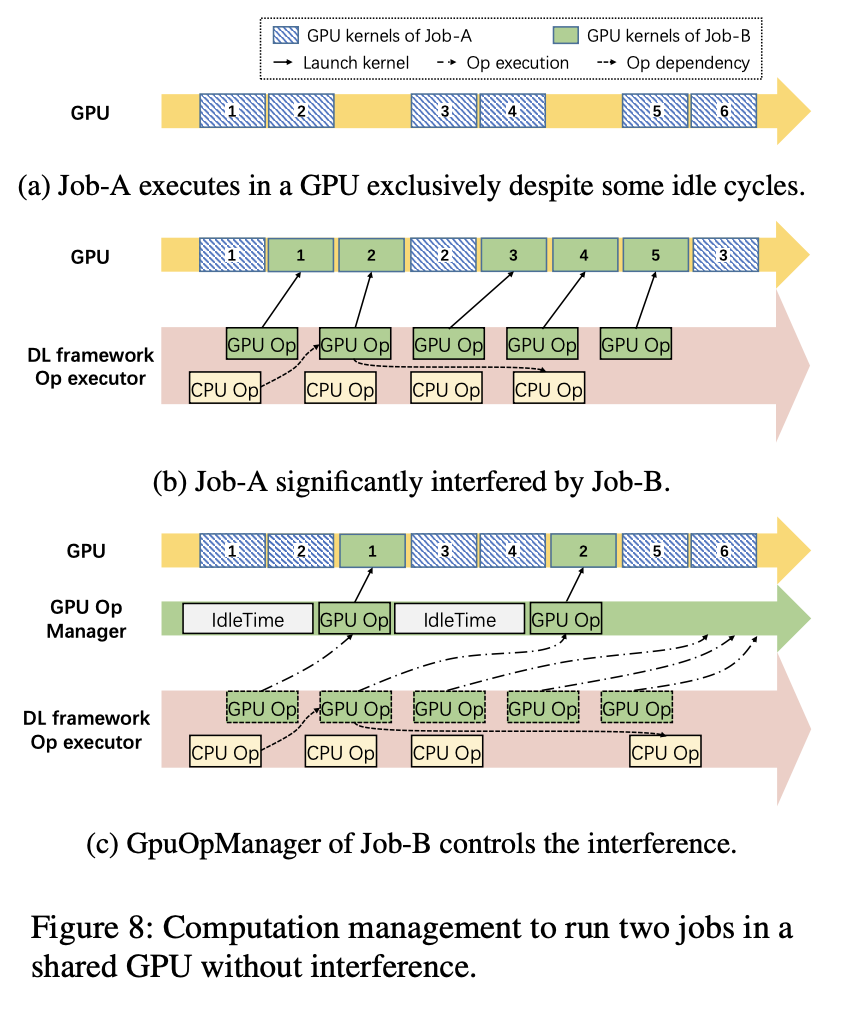 GPU kernels of Job-A GPU kernels of Job-B
Launch kernel Op execution Op dependency
GPU 1 2 3 4 5 6
(a) Job-A executes in a GPU exclusively despite some idle cycles.
GPU 1 1 2 2 3 4 5 3
GPU Op GPU Op GPU Op GPU Op GPU Op
DL framework
Op executor
CPU Op CPU Op CPU Op CPU Op
(b) Job-A significantly interfered by Job-B.
GPU 1 2 1 3 4 2 5 6
GPU Op
Manager
IdleTime GPU Op IdleTime GPU Op
GPU Op GPU Op GPU Op GPU Op GPU Op
DL framework
Op executor
CPU Op CPU Op CPU Op CPU Op
(c) GpuOpManager of Job-B controls the interference.
Figure 8: Computation management to run two jobs in a
shared GPU without interference.